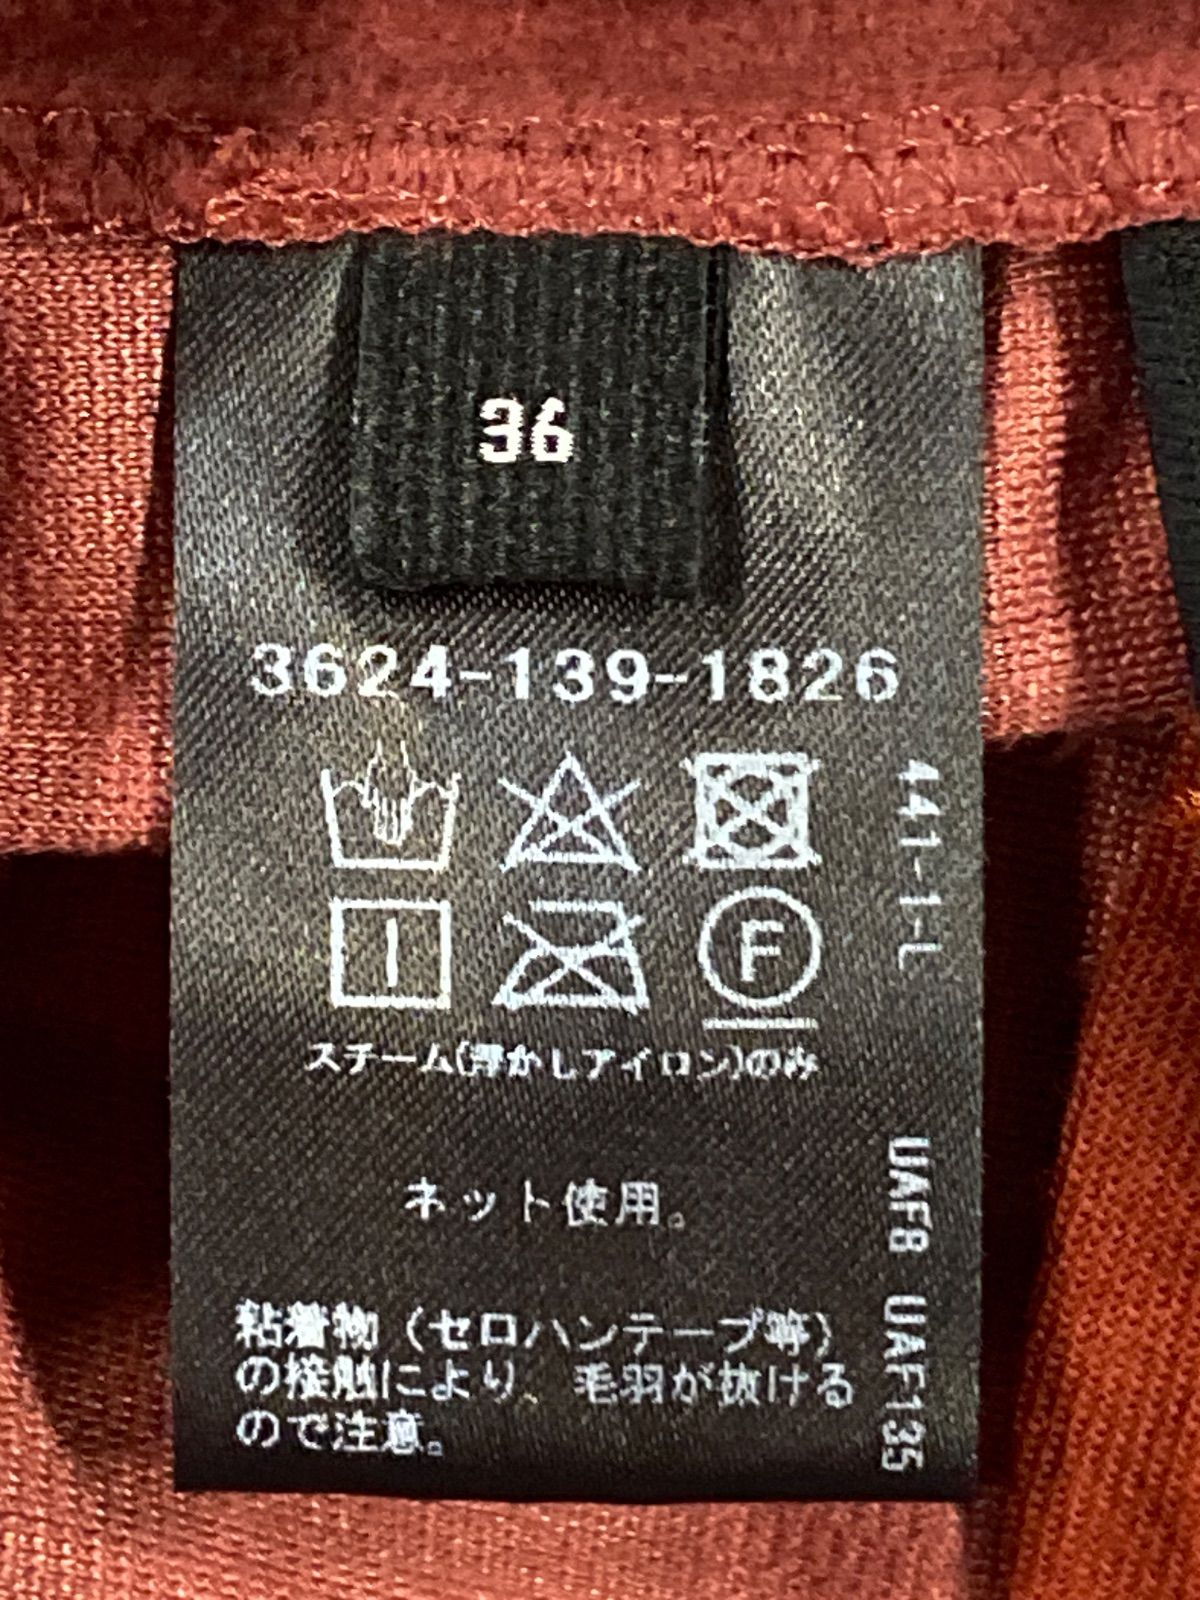 36
3624-139-1826
441-1-L
F
スチーム(浮かしアイロン)のみ
ネット使用。
UAF8 UAF135
粘着物（セロハンテープ等）
の接触により、毛羽が抜ける
ので注意。